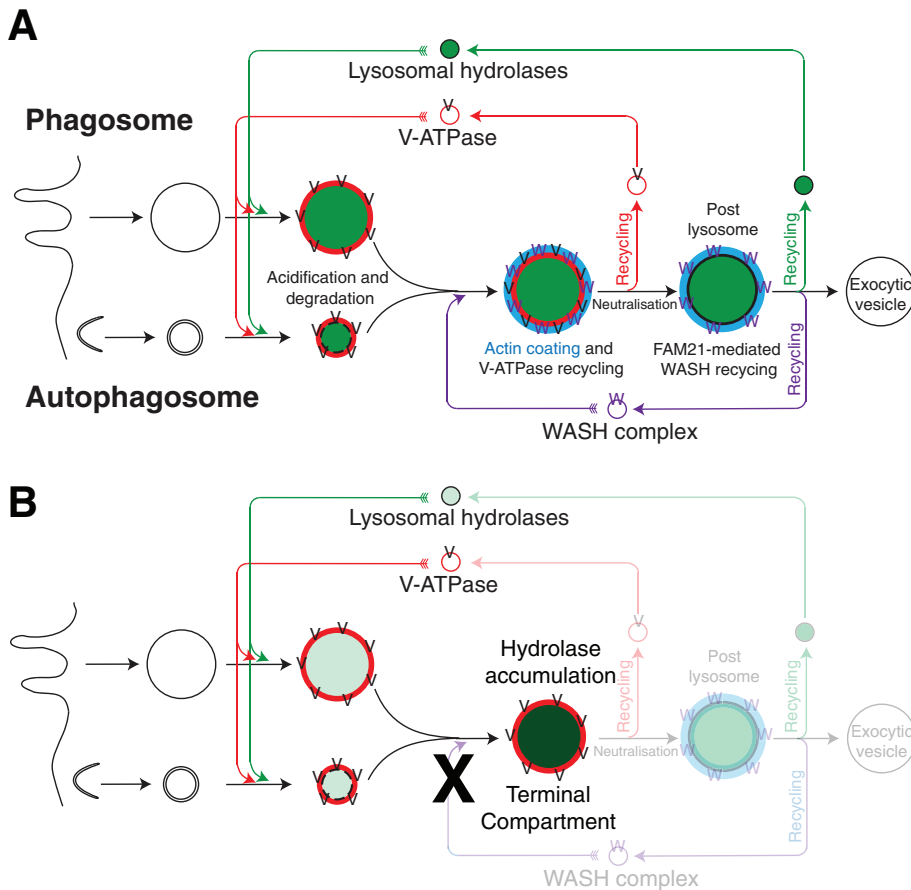 A
Lysosomal hydrolases
V
V-ATPase
Phagosome
V
V V V V V V V
Post
lysosome
Recycling
Recycling
Acidification and
degradation
W V W V W V W V W V W V W V
W W W W W W W
Neutralisation
Exocytic
vesicle
V V V V V
Actin coating and
V-ATPase recycling
FAM21-mediated
WASH recycing
Recycling
Autophagosome
W
WASH complex
B
Lysosomal hydrolases
V
V-ATPase
V
V V V V V V V
Hydrolase
accumulation
Post
lysosome
Recycling
Recycling
V V V V V V V
W W W W W W W
Neutralisation
Exocytic
vesicle
X
V V V V V
Terminal
Compartment
Recycling
W
WASH complex